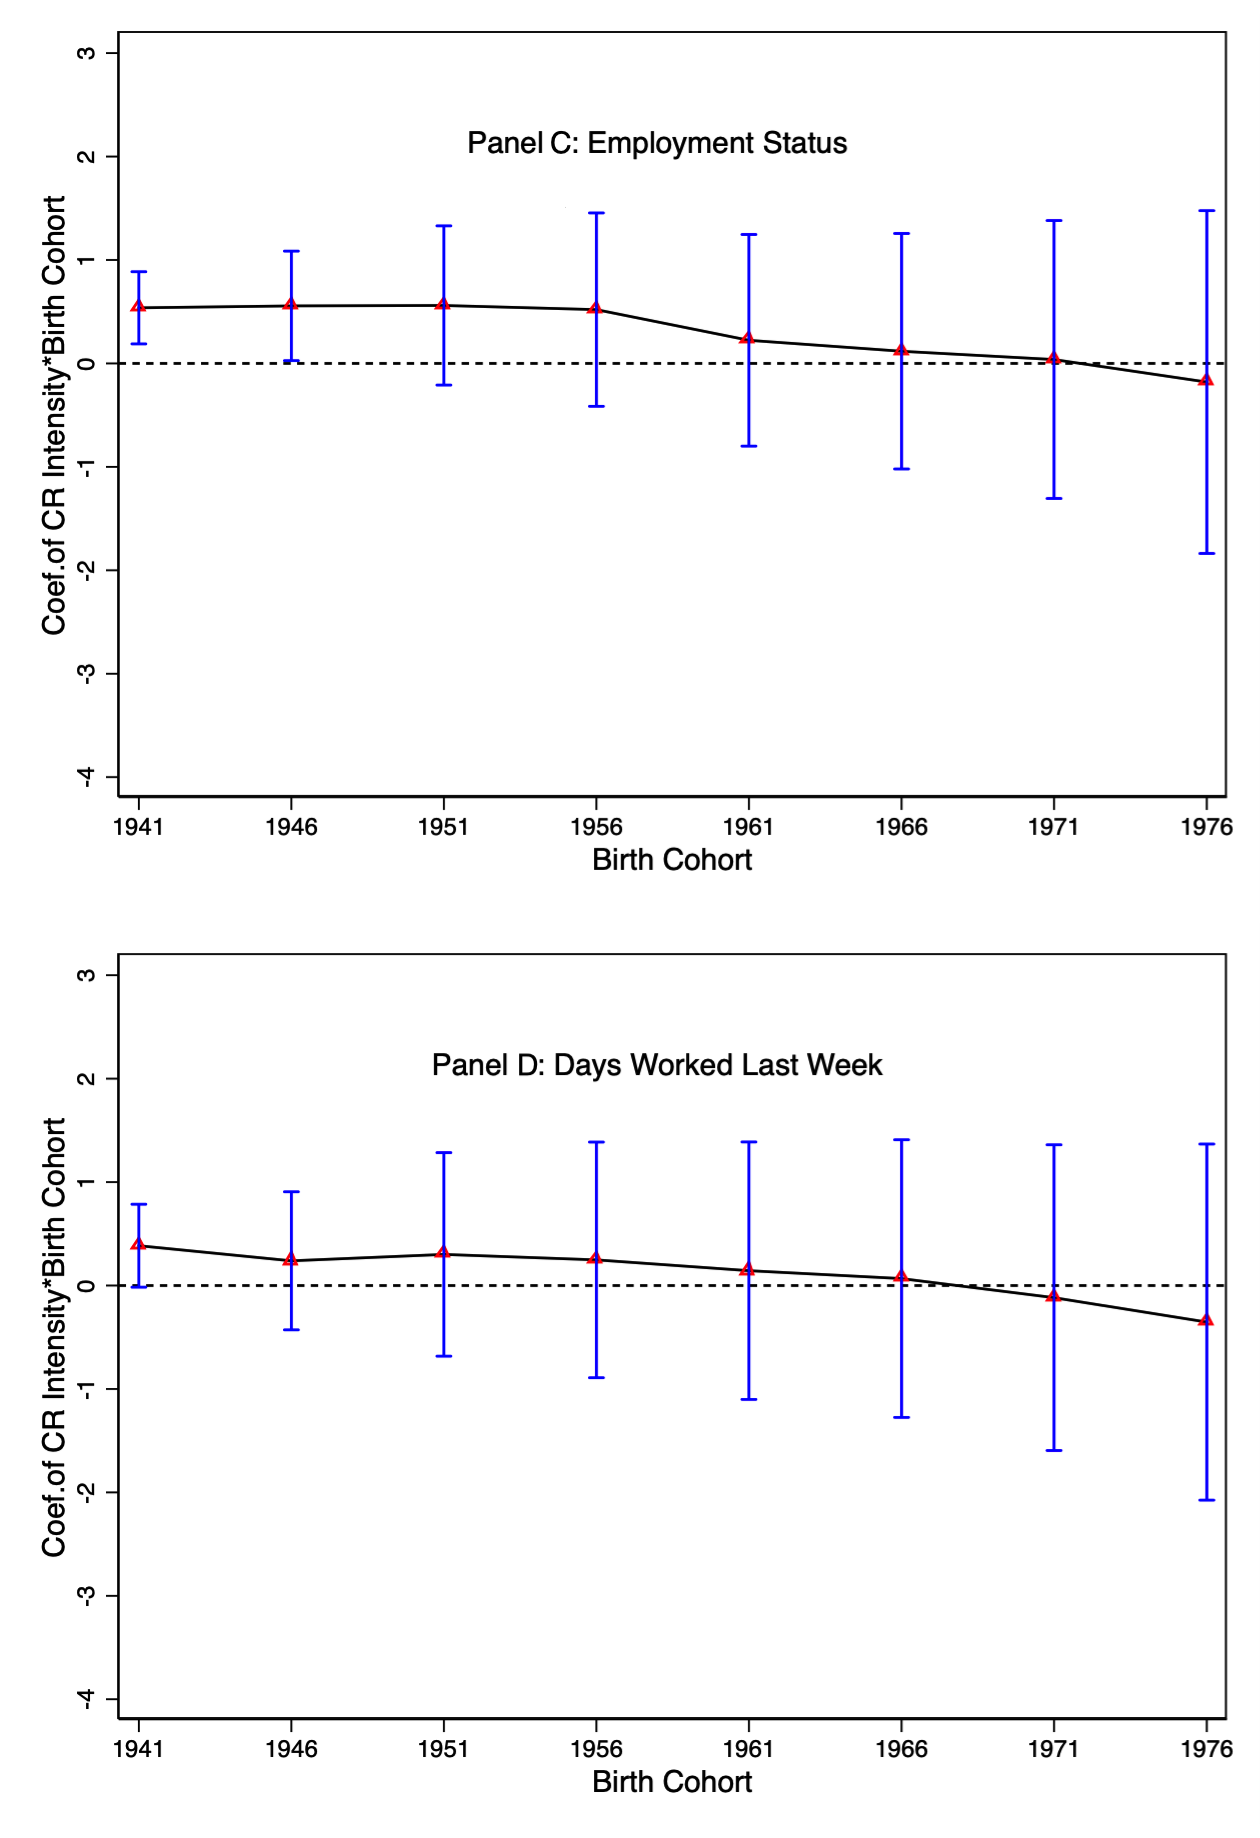 Panel C: Employment Status
Coef.of CR Intensity*Birth Cohort
3
2
1
0
-1
-2
-3
-4
1941 1946 1951 1956 1961 1966 1971 1976
Birth Cohort
Panel D: Days Worked Last Week
Coef.of CR Intensity*Birth Cohort
3
2
1
0
-1
-2
-3
-4
1941 1946 1951 1956 1961 1966 1971 1976
Birth Cohort